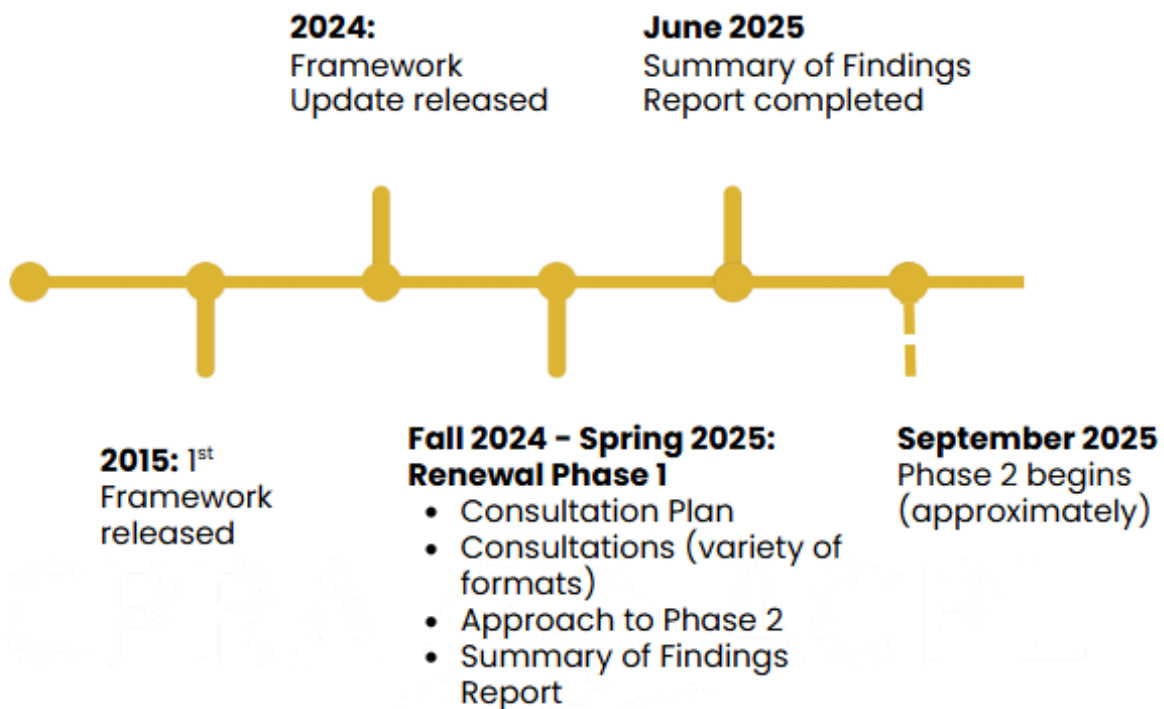 2024:
Framework
Update released
June 2025
Summary of Findings
Report completed
2015: 1st
Framework
released
Fall 2024 - Spring 2025:
Renewal Phase 1
• Consultation Plan
• Consultations (variety of
formats)
• Approach to Phase 2
• Summary of Findings
Report
September 2025
Phase 2 begins
(approximately)